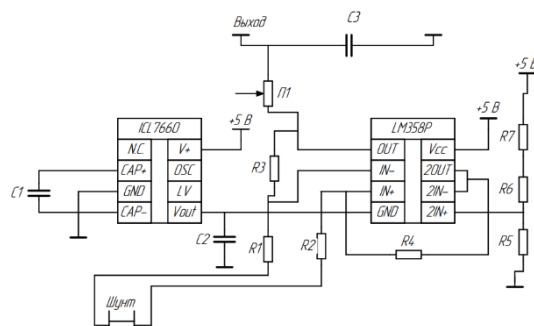 Выход
C3
+5 В
П1
ICL7660
+5 В
LM358P
+5 В
R7
N.C. V+
CAP+ OSC
GND LV
CAP- Vout
C1
R3
OUT Vcc
IN- 2OUT
IN+ 2IN-
GND 2IN+
R6
C2
R1
R2
R4
R5
Шунт